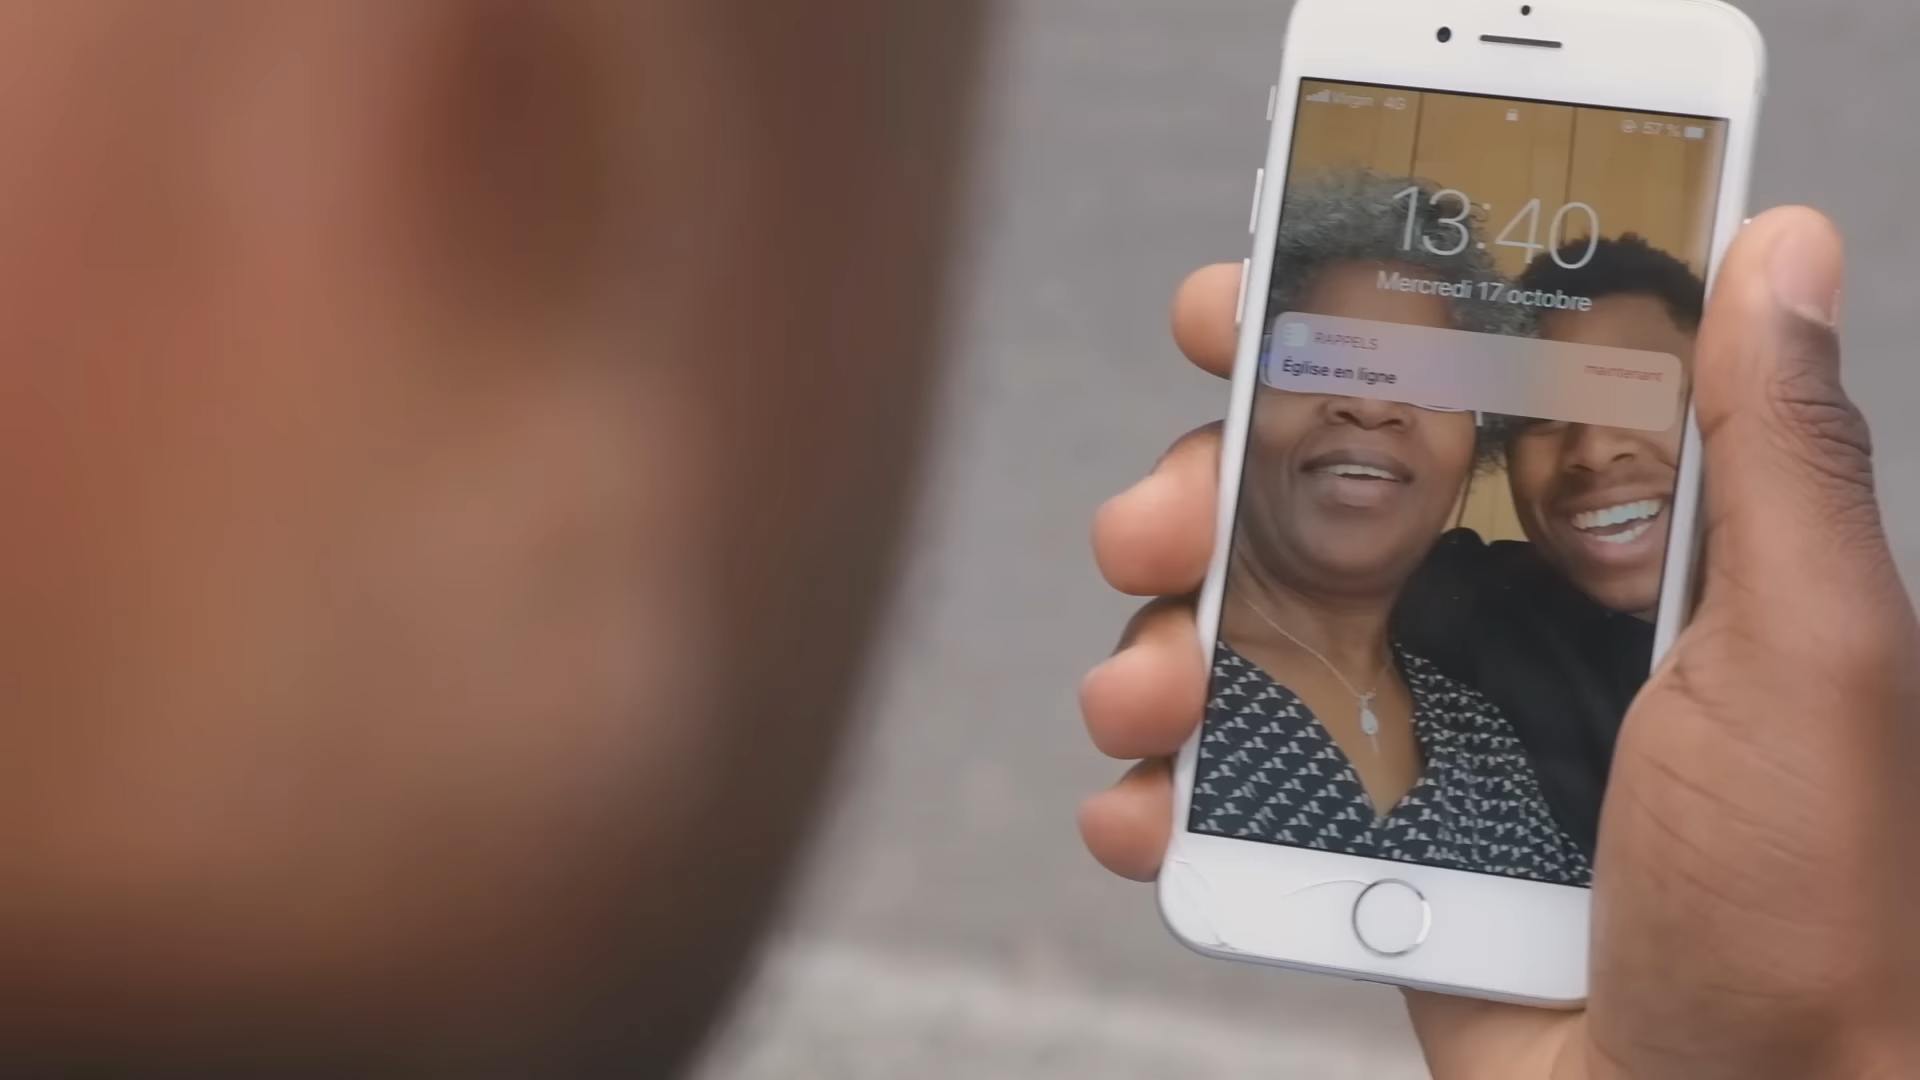 Virgin 4G
57 %
13:40
Mercredi 17 octobre
RAPPELS
maintenant
Église en ligne